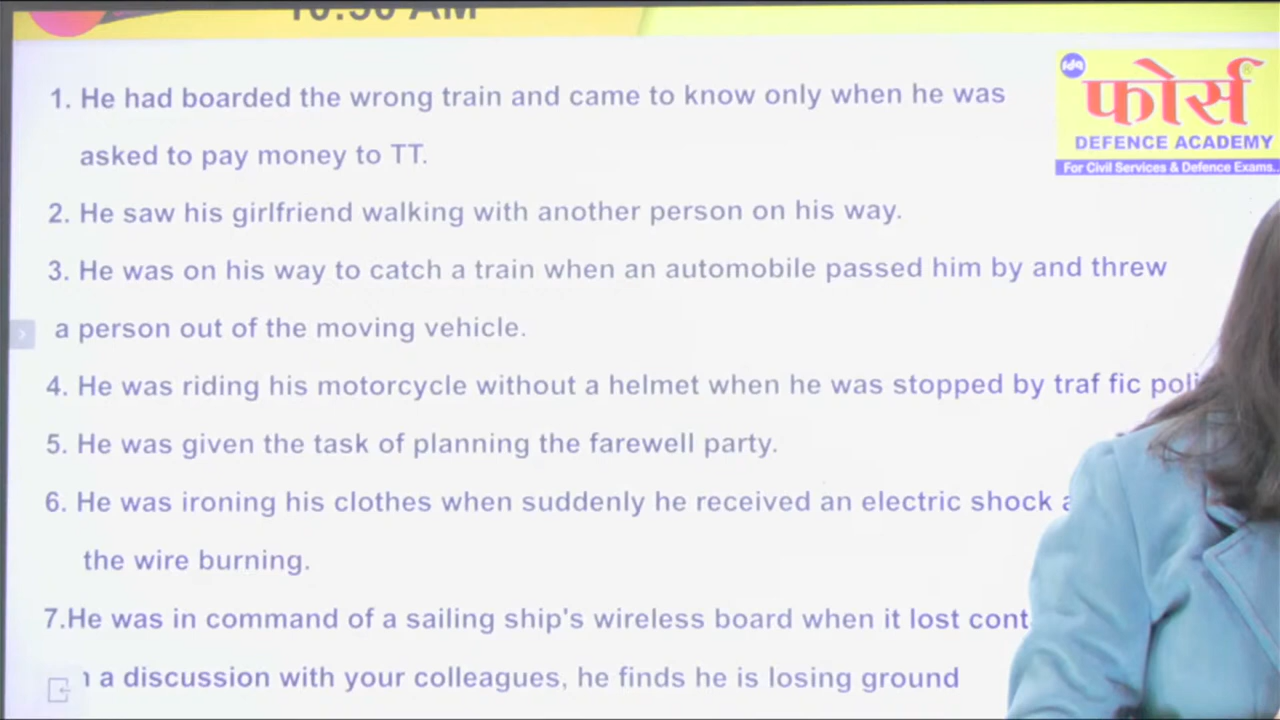 10:30 AM
1. He had boarded the wrong train and came to know only when he was
asked to pay money to TT.
2. He saw his girlfriend walking with another person on his way.
3. He was on his way to catch a train when an automobile passed him by and threw
a person out of the moving vehicle.
4. He was riding his motorcycle without a helmet when he was stopped by traf fic
5. He was given the task of planning the farewell party.
6. He was ironing his clothes when suddenly he received an electric shock
the wire burning.
7.He was in command of a sailing ship's wireless board when it lost
a discussion with your colleagues, he finds he is losing ground
fda
फोर्स®
DEFENCE ACADEMY
For Civil Services & Defence Exams..